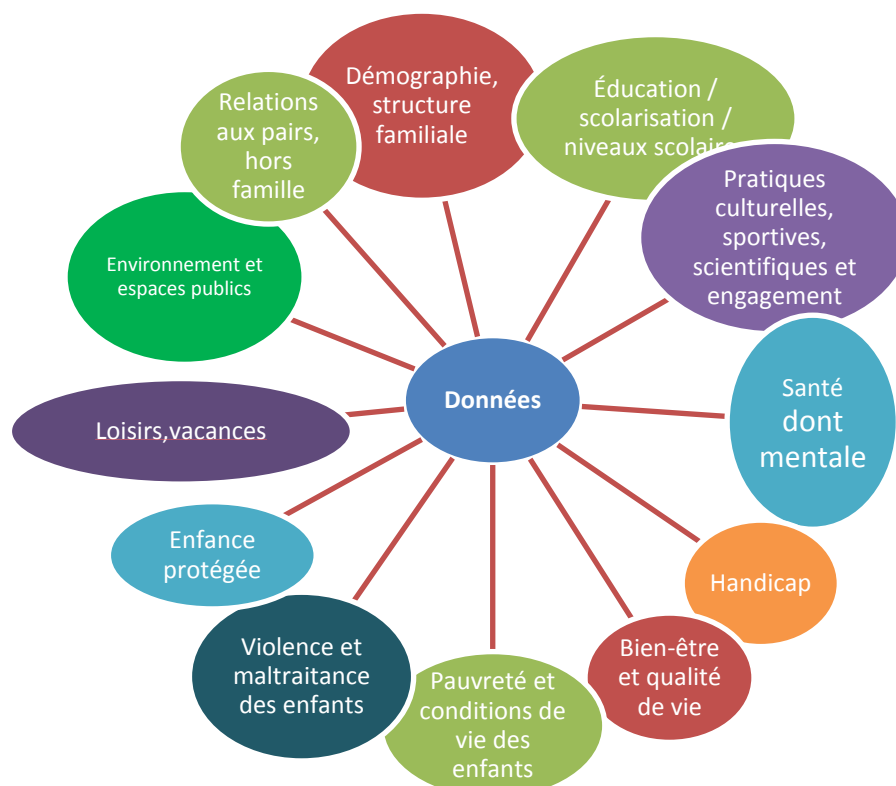 Démographie,
structure
familiale
Éducation /
scolarisation /
niveaux scolaire
Pratiques
culturelles,
sportives,
scientifiques et
engagement
Santé
dont
mentale
Handicap
Bien-être
et qualité
de vie
Pauvreté et
conditions de
vie des
enfants
Violence et
maltraitance
des enfants
Enfance
protégée
Loisirs,vacances
Environnement et
espaces publics
Relations
aux pairs,
hors
famille
Données